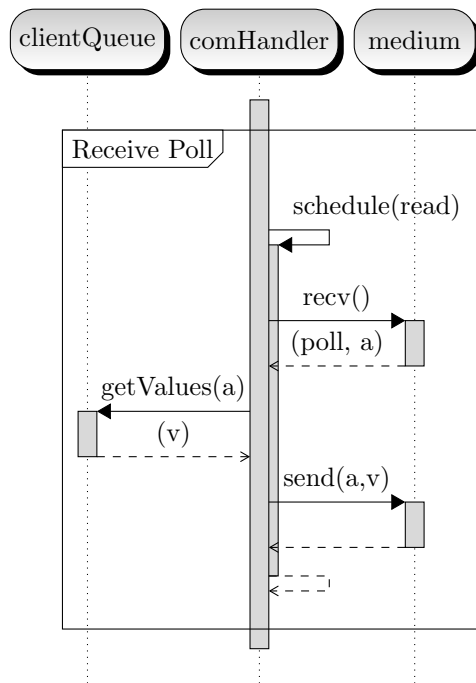 clientQueue
comHandler
medium
Receive Poll
schedule(read)
recv()
(poll, a)
getValues(a)
(v)
send(a,v)